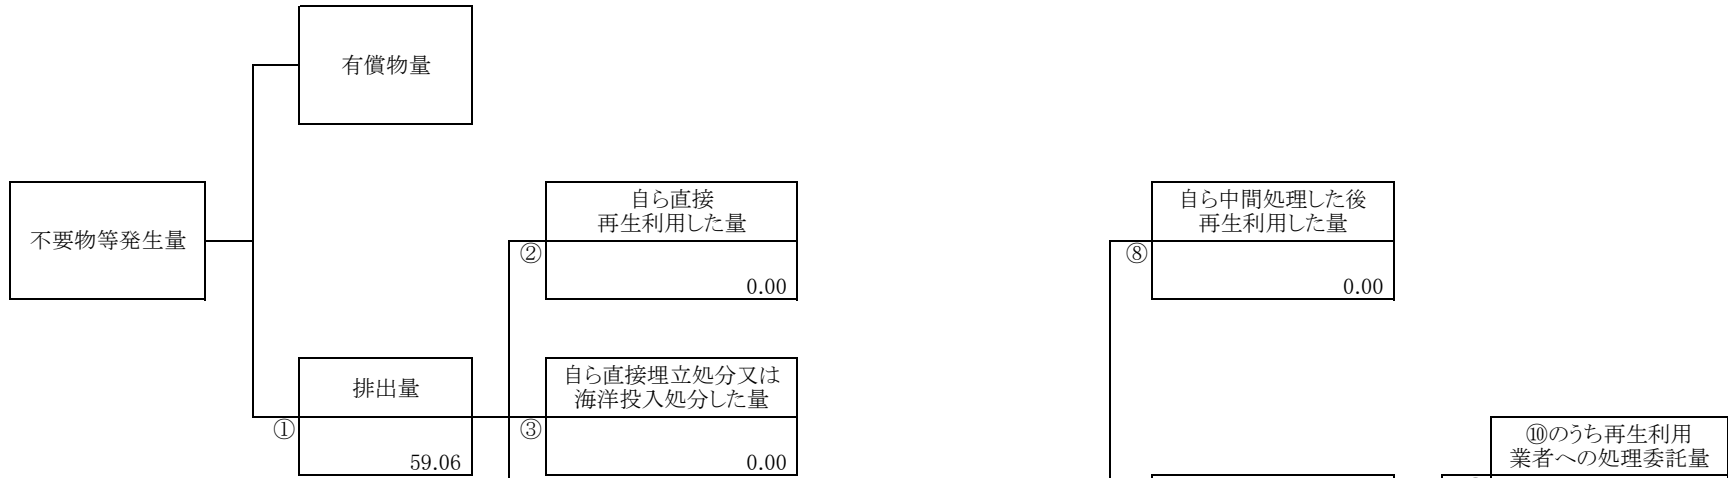 有償物量
不要物等発生量
自ら直接
再生利用した量
②
0.00
自ら中間処理した後
再生利用した量
⑧
0.00
排出量
①
59.06
自ら直接埋立処分又は
海洋投入処分した量
③
0.00
⑩のうち再生利用
業者への処理委託量